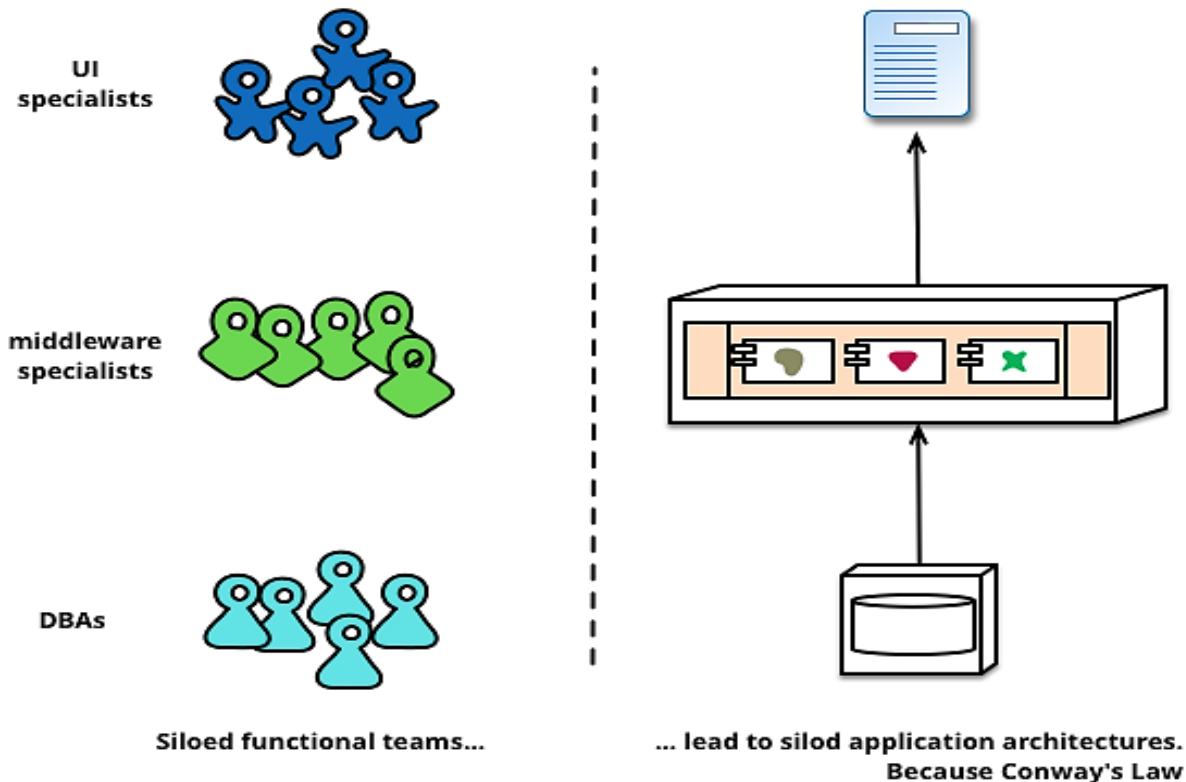 UI
specialists
middleware
specialists
DBAs
Siloed functional teams...
... lead to silod application architectures.
Because Conway's Law